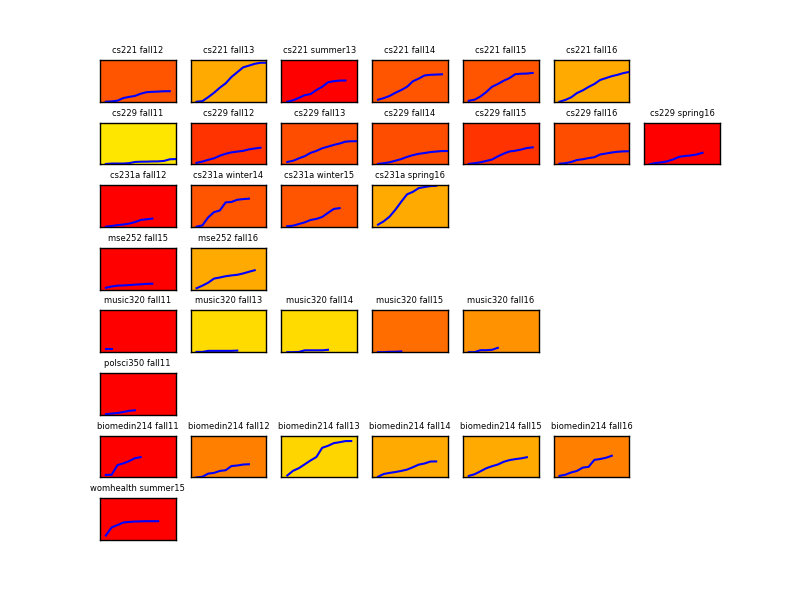 cs221 fall12 cs221 fall13 cs221 summer13 cs221 fall14 cs221 fall15 cs221 fall16
cs229 fall11 cs229 fall12 cs229 fall13 cs229 fall14 cs229 fall15 cs229 fall16 cs229 spring16
cs231a fall12 cs231a winter14 cs231a winter15 cs231a spring16
mse252 fall15 mse252 fall16
music320 fall11 music320 fall13 music320 fall14 music320 fall15 music320 fall16
polsci350 fall11
biomedin214 fall11 biomedin214 fall12 biomedin214 fall13 biomedin214 fall14 biomedin214 fall15 biomedin214 fall16
womhealth summer15